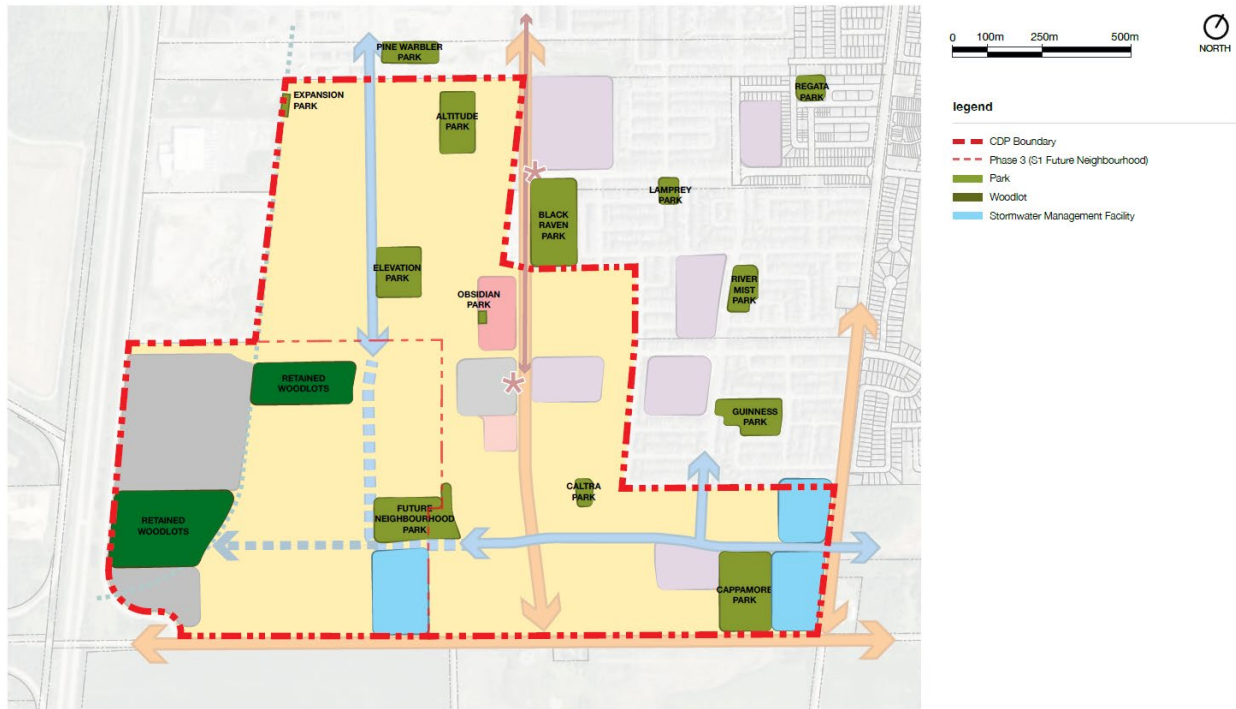 PINE WARBLER
PARK
EXPANSION
PARK
ALTITUDE
PARK
REGATA
PARK
LAMPREY
PARK
BLACK
RAVEN
PARK
ELEVATION
PARK
RIVER
MIST
PARK
OBSIDIAN
PARK
*
*
RETAINED
WOODLOTS
GUINNESS
PARK
CALTRA
PARK
RETAINED
WOODLOTS
FUTURE
NEIGHBOURHOOD
PARK
CAPPAMORE
PARK
0 100m 250m 500m
NORTH
legend
CDP Boundary
Phase 3 (S1 Future Neighbourhood)
Park
Woodlot
Stormwater Management Facility